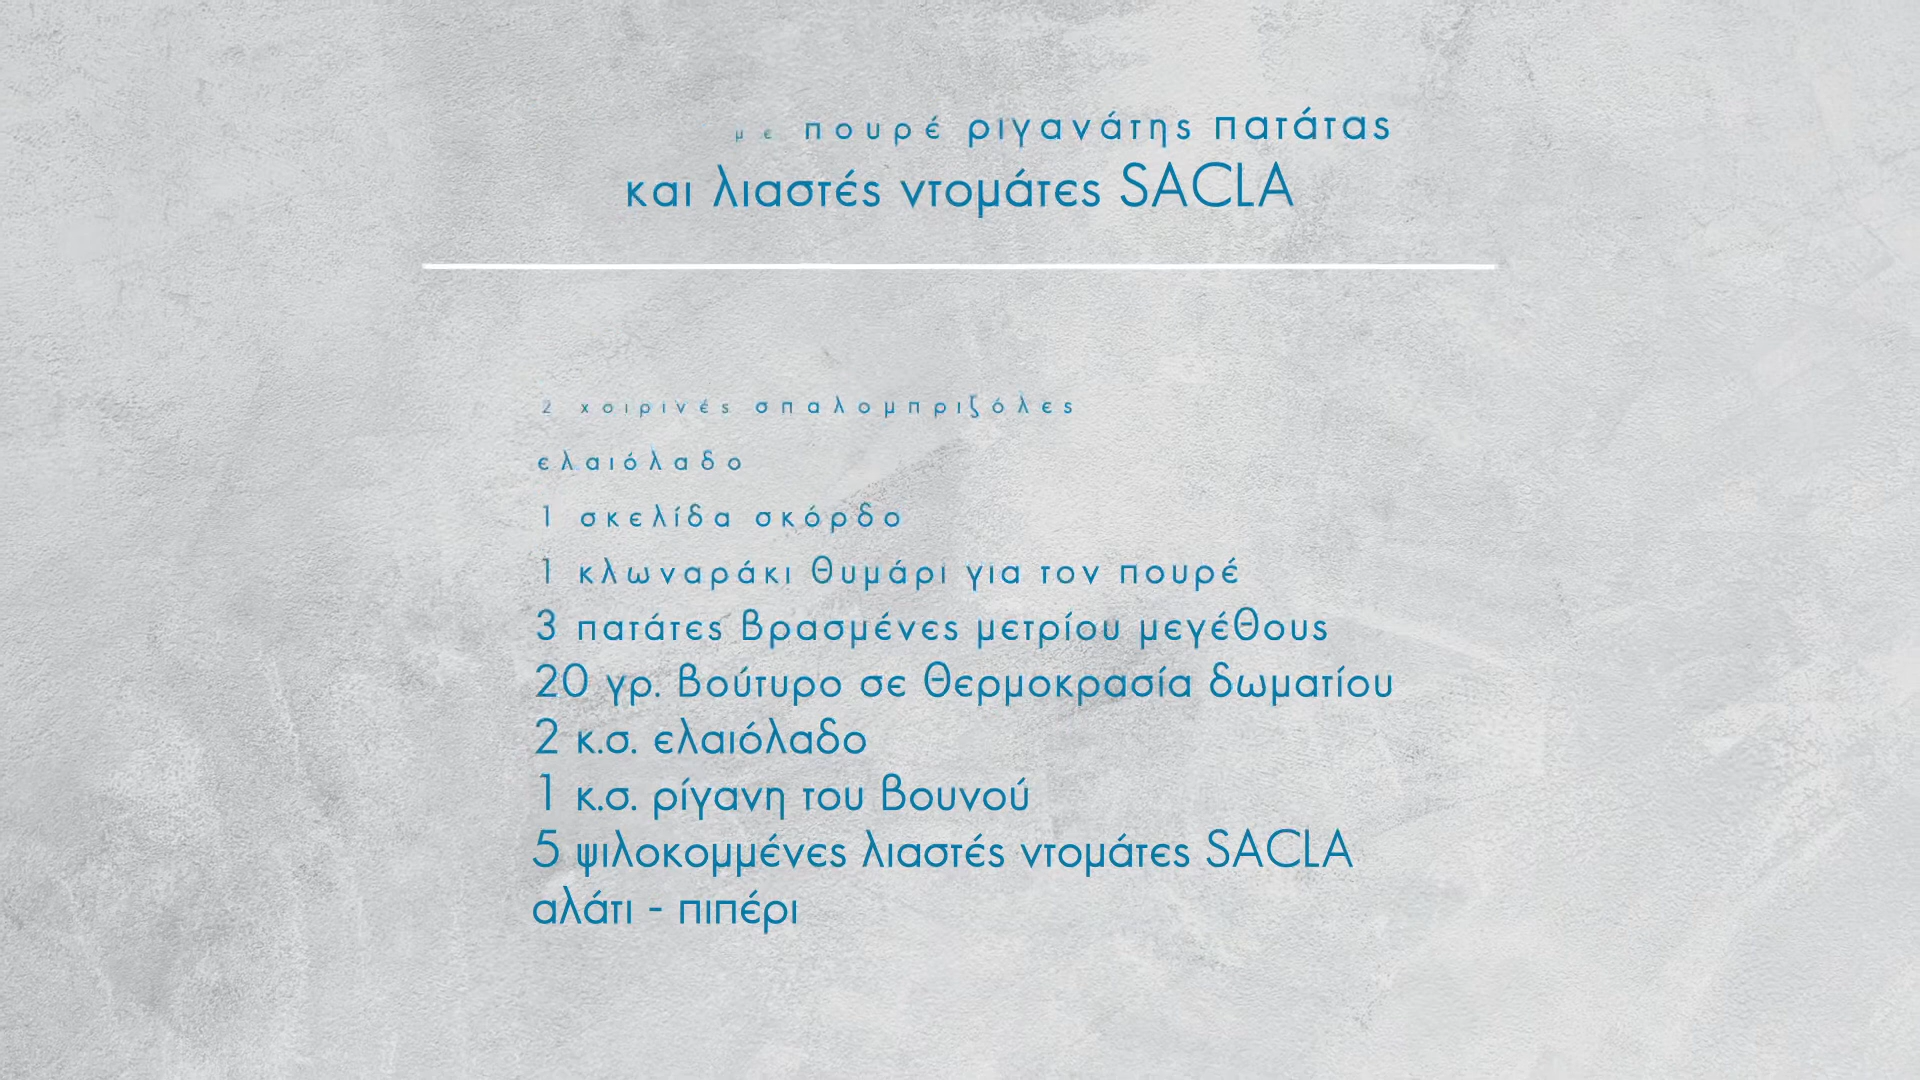 με πουρέ ριγανάτης πατάτας
και λιαστές ντομάτες SACLA
2 χοιρινές σπαλομπριζόλες
ελαιόλαδο
1 σκελίδα σκόρδο
1 κλωναράκι θυμάρι για τον πουρέ
3 πατάτες βρασμένες μετρίου μεγέθους
20 γρ. βούτυρο σε θερμοκρασία δωματίου
2 κ.σ. ελαιόλαδο
1 κ.σ. ρίγανη του βουνού
5 ψιλοκομμένες λιαστές ντομάτες SACLA
αλάτι - πιπέρι